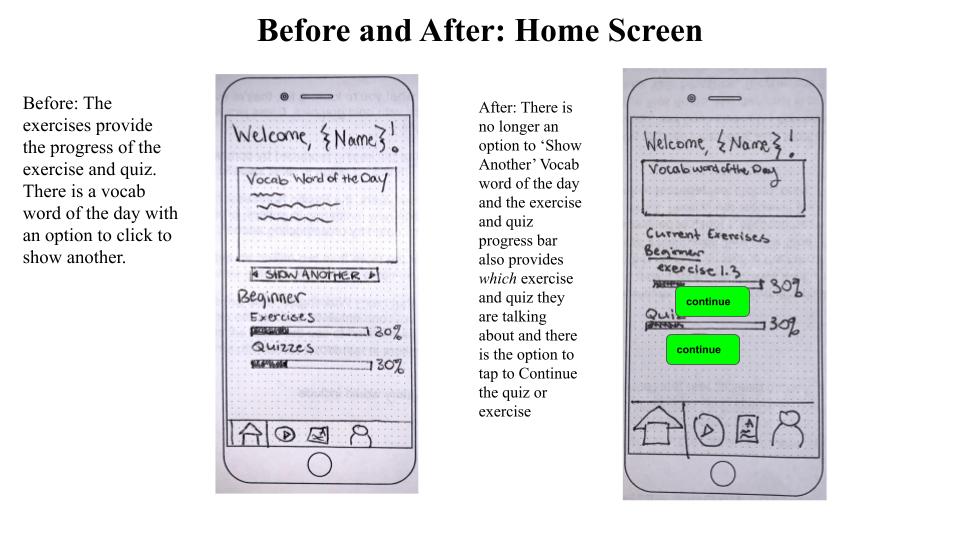 Before and After: Home Screen
Before: The
exercises provide
the progress of the
exercise and quiz.
There is a vocab
word of the day with
an option to click to
show another.
Welcome, {Name}!
Vocab Word of the Day
SHOW ANOTHER
Beginner
Exercises
30%
Quizzes
30%
After: There is
no longer an
option to ‘Show
Another’ Vocab
word of the day
and the exercise
and quiz
progress bar
also provides
which exercise
and quiz they
are talking
about and there
is the option to
tap to Continue
the quiz or
exercise
Welcome, {Name}!
Vocab word of the Day
Current Exercises
Beginner
exercise 1.3
30%
continue
Quiz
30%
continue